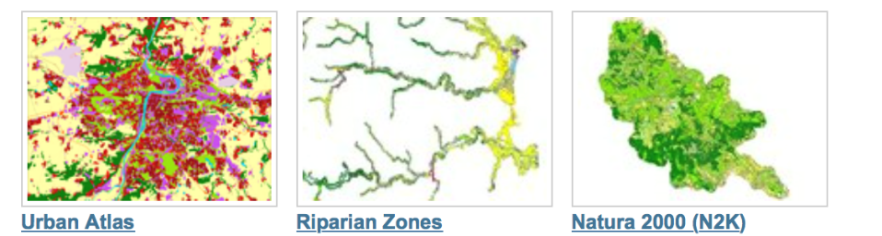 Urban Atlas
Riparian Zones
Natura 2000 (N2K)